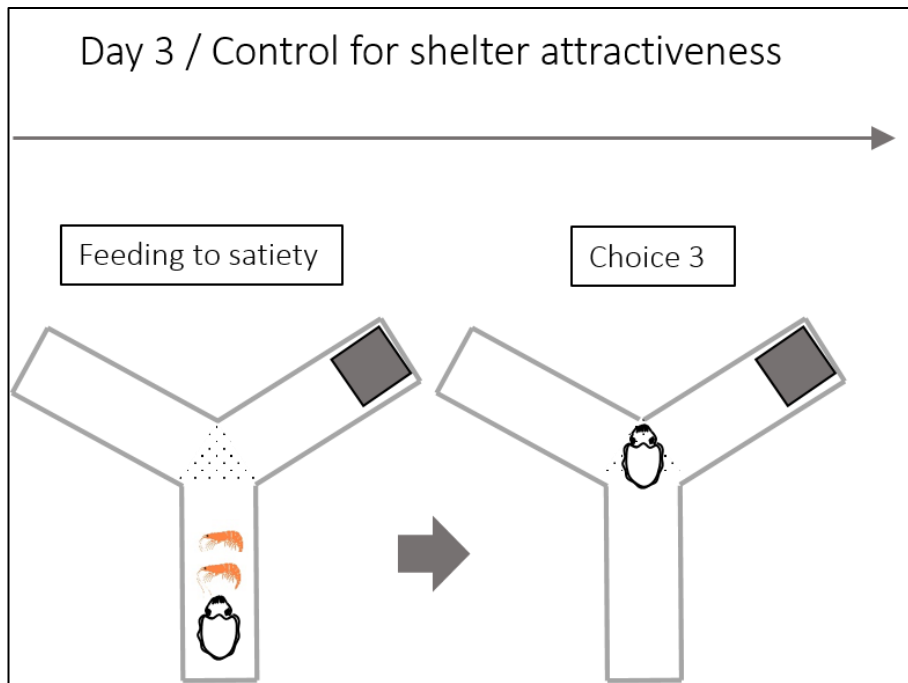 Day 3 / Control for shelter attractiveness
Feeding to satiety
Choice 3